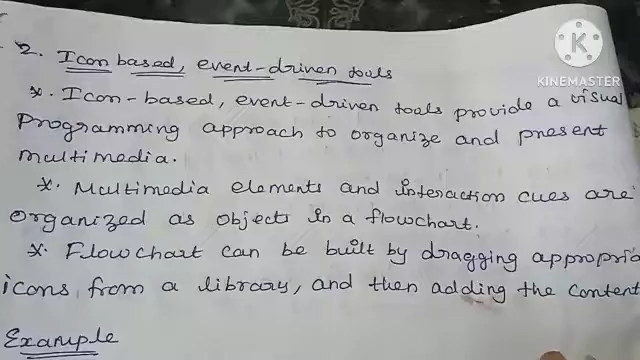 2. Icon based, event-driven tools
KINEMASTER
*. Icon-based, event-driven tools provide a visual
Programming approach to organize and present
multimedia.
*. Multimedia elements and interaction cues are
organized as objects in a flowchart.
*. Flowchart can be built by dragging appropria
icons from a library, and then adding the content
Example